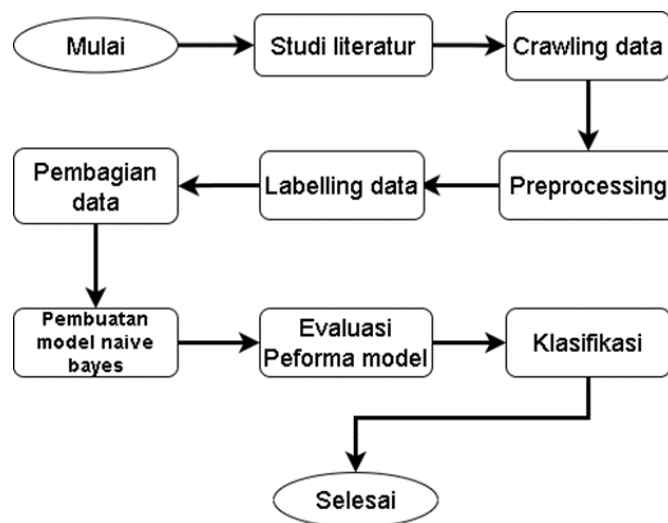 Mulai
Studi literatur
Crawling data
Preprocessing
Labelling data
Pembagian
data
Pembuatan
model naive
bayes
Evaluasi
Peforma model
Klasifikasi
Selesai